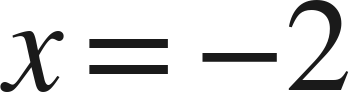 x = −2